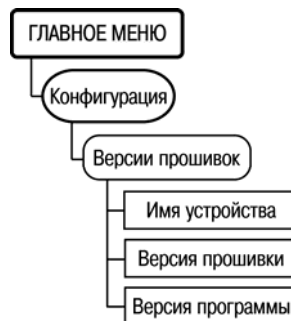 ГЛАВНОЕ МЕНЮ
Конфигурация
Версии прошивок
Имя устройства
Версия прошивки
Версия программы